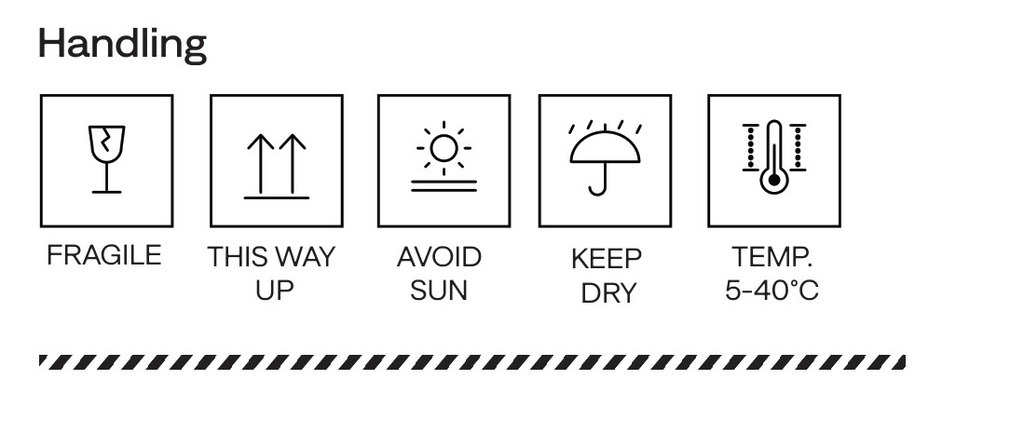 Handling
FRAGILE
THIS WAY
UP
AVOID
SUN
KEEP
DRY
TEMP.
5-40°C